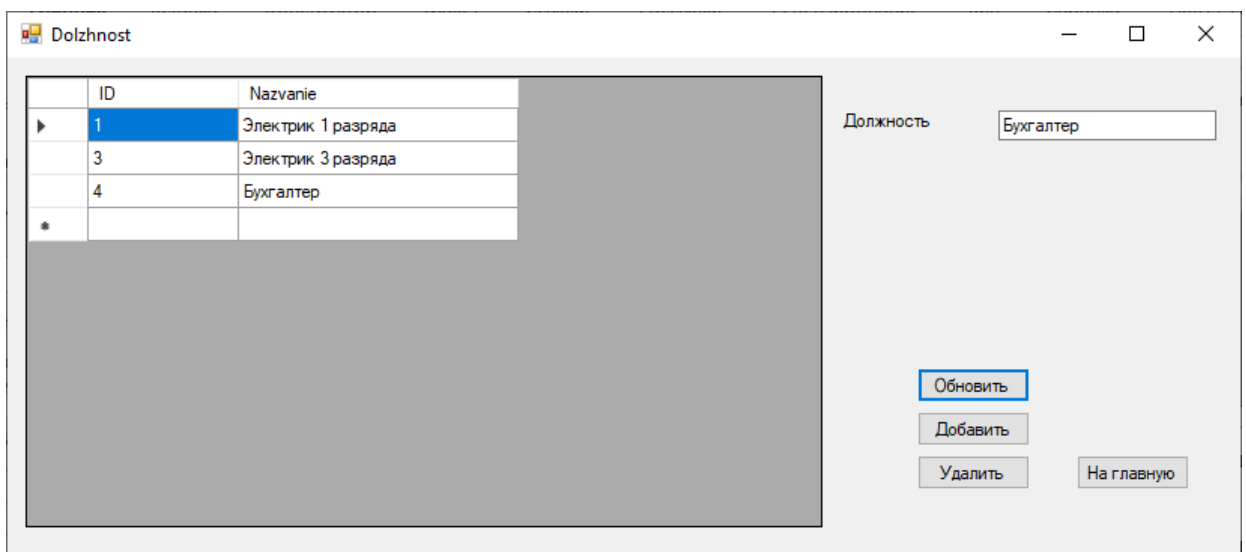 Dolzhnost
ID Nazvanie
1 Электрик 1 разряда
3 Электрик 3 разряда
4 Бухгалтер
Должность Бухгалтер
Обновить
Добавить
Удалить На главную